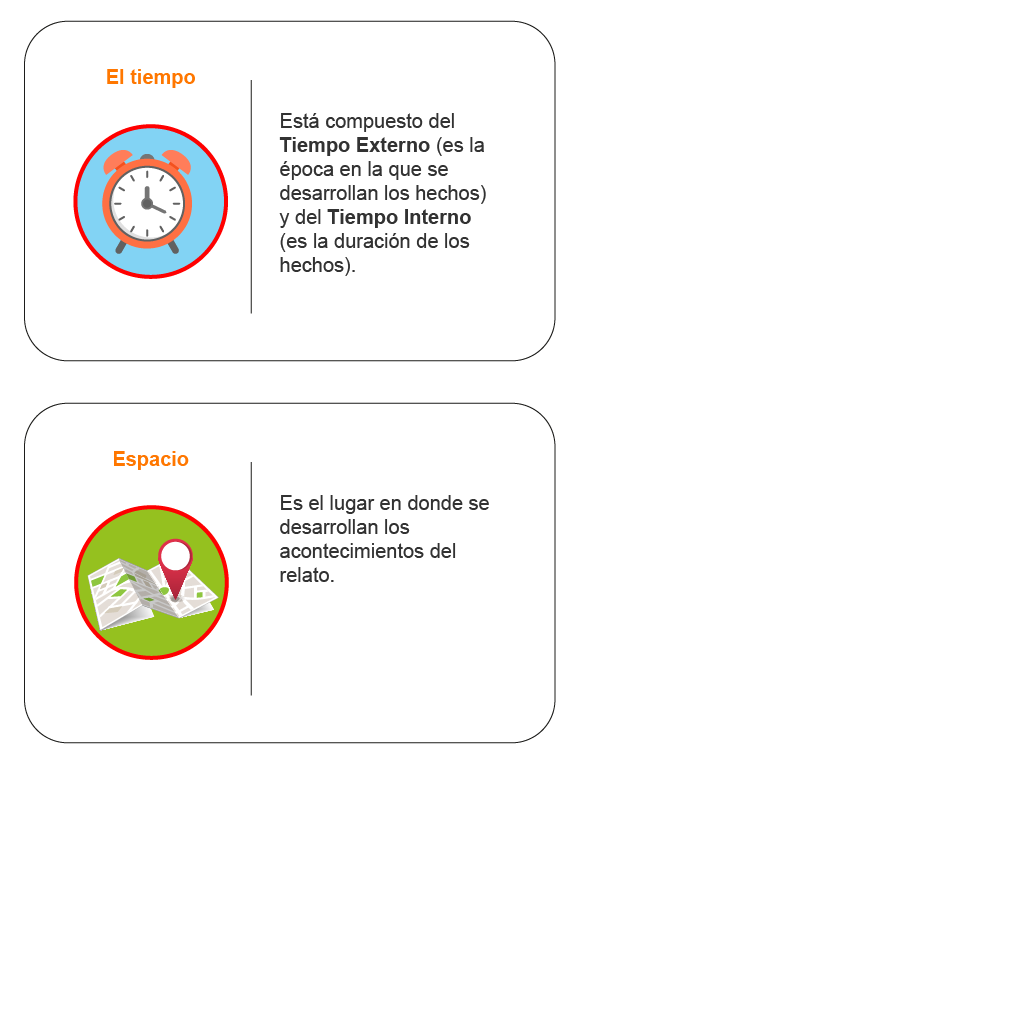 El tiempo
Está compuesto del
Tiempo Externo (es la
época en la que se
desarrollan los hechos)
y del Tiempo Interno
(es la duración de los
hechos).
Espacio
Es el lugar en donde se
desarrollan los
acontecimientos del
relato.